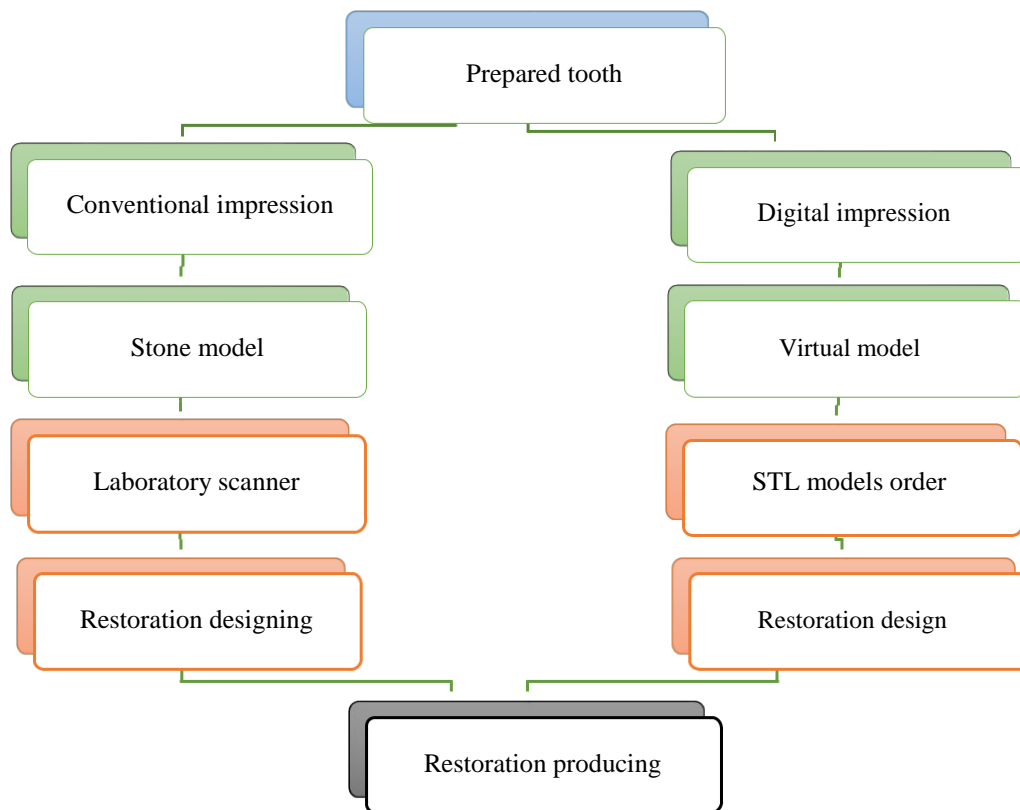 Prepared tooth
Conventional impression
Digital impression
Stone model
Virtual model
Laboratory scanner
STL models order
Restoration designing
Restoration design
Restoration producing